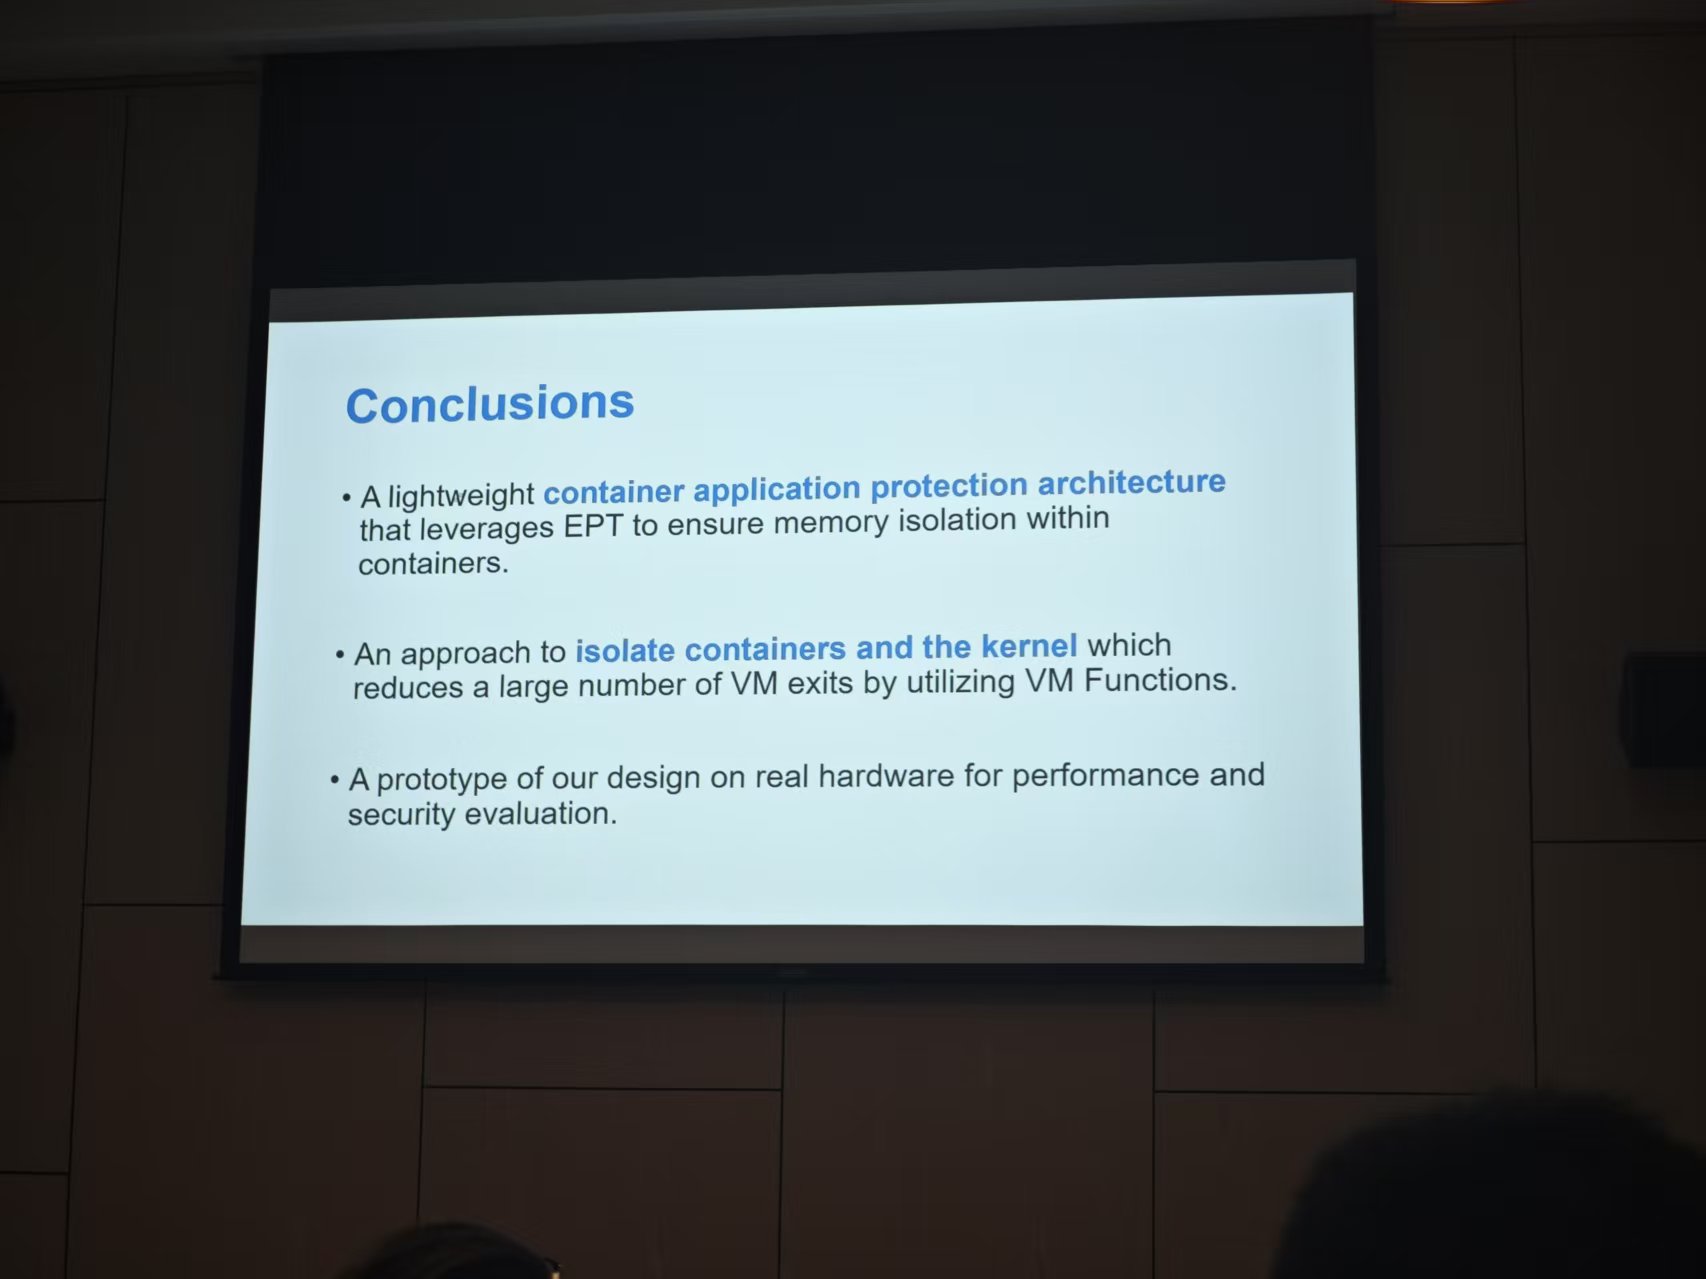 Conclusions
• A lightweight container application protection architecture
that leverages EPT to ensure memory isolation within
containers.
• An approach to isolate containers and the kernel which
reduces a large number of VM exits by utilizing VM Functions.
• A prototype of our design on real hardware for performance and
security evaluation.